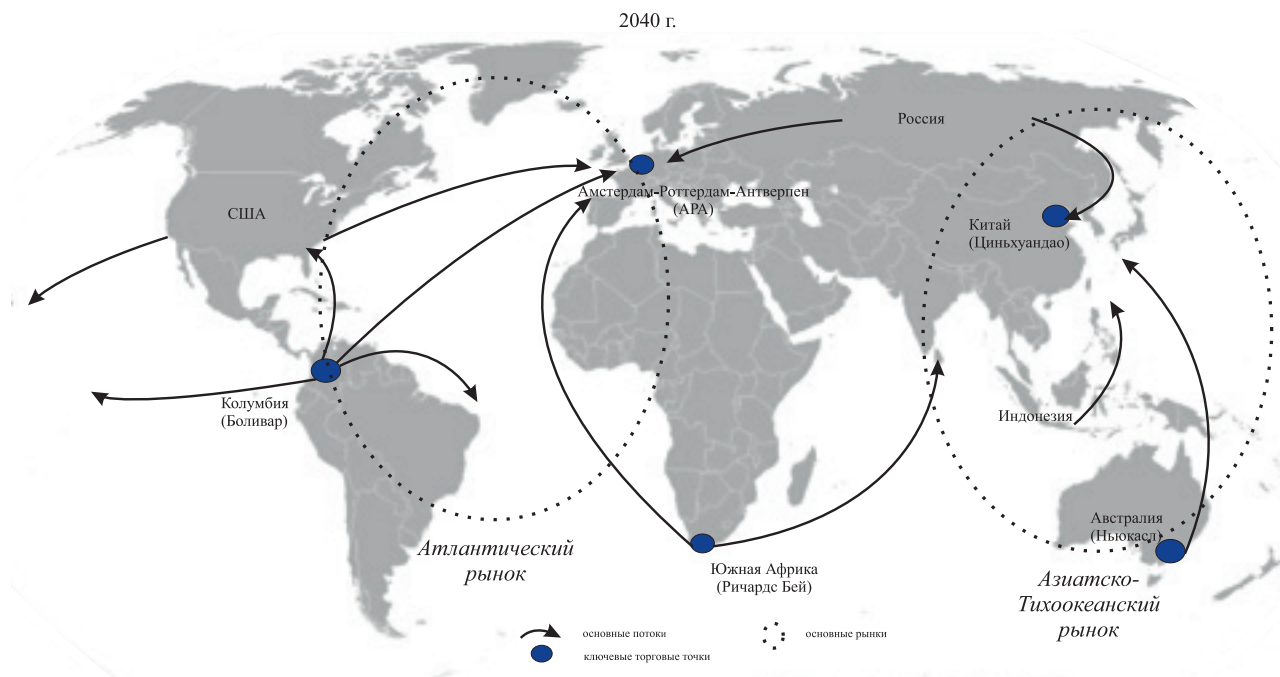 2040 г.
Россия
Амстердам-Роттердам-Антверпен
(АРА)
США
Китай
(Циньхуандао)
Колумбия
(Боливар)
Индонезия
Австралия
(Ньюкасл)
Атлантический
рынок
Южная Африка
(Ричардс Бей)
Азиатско-
Тихоокеанский
рынок
основные потоки
основные рынки
ключевые торговые точки